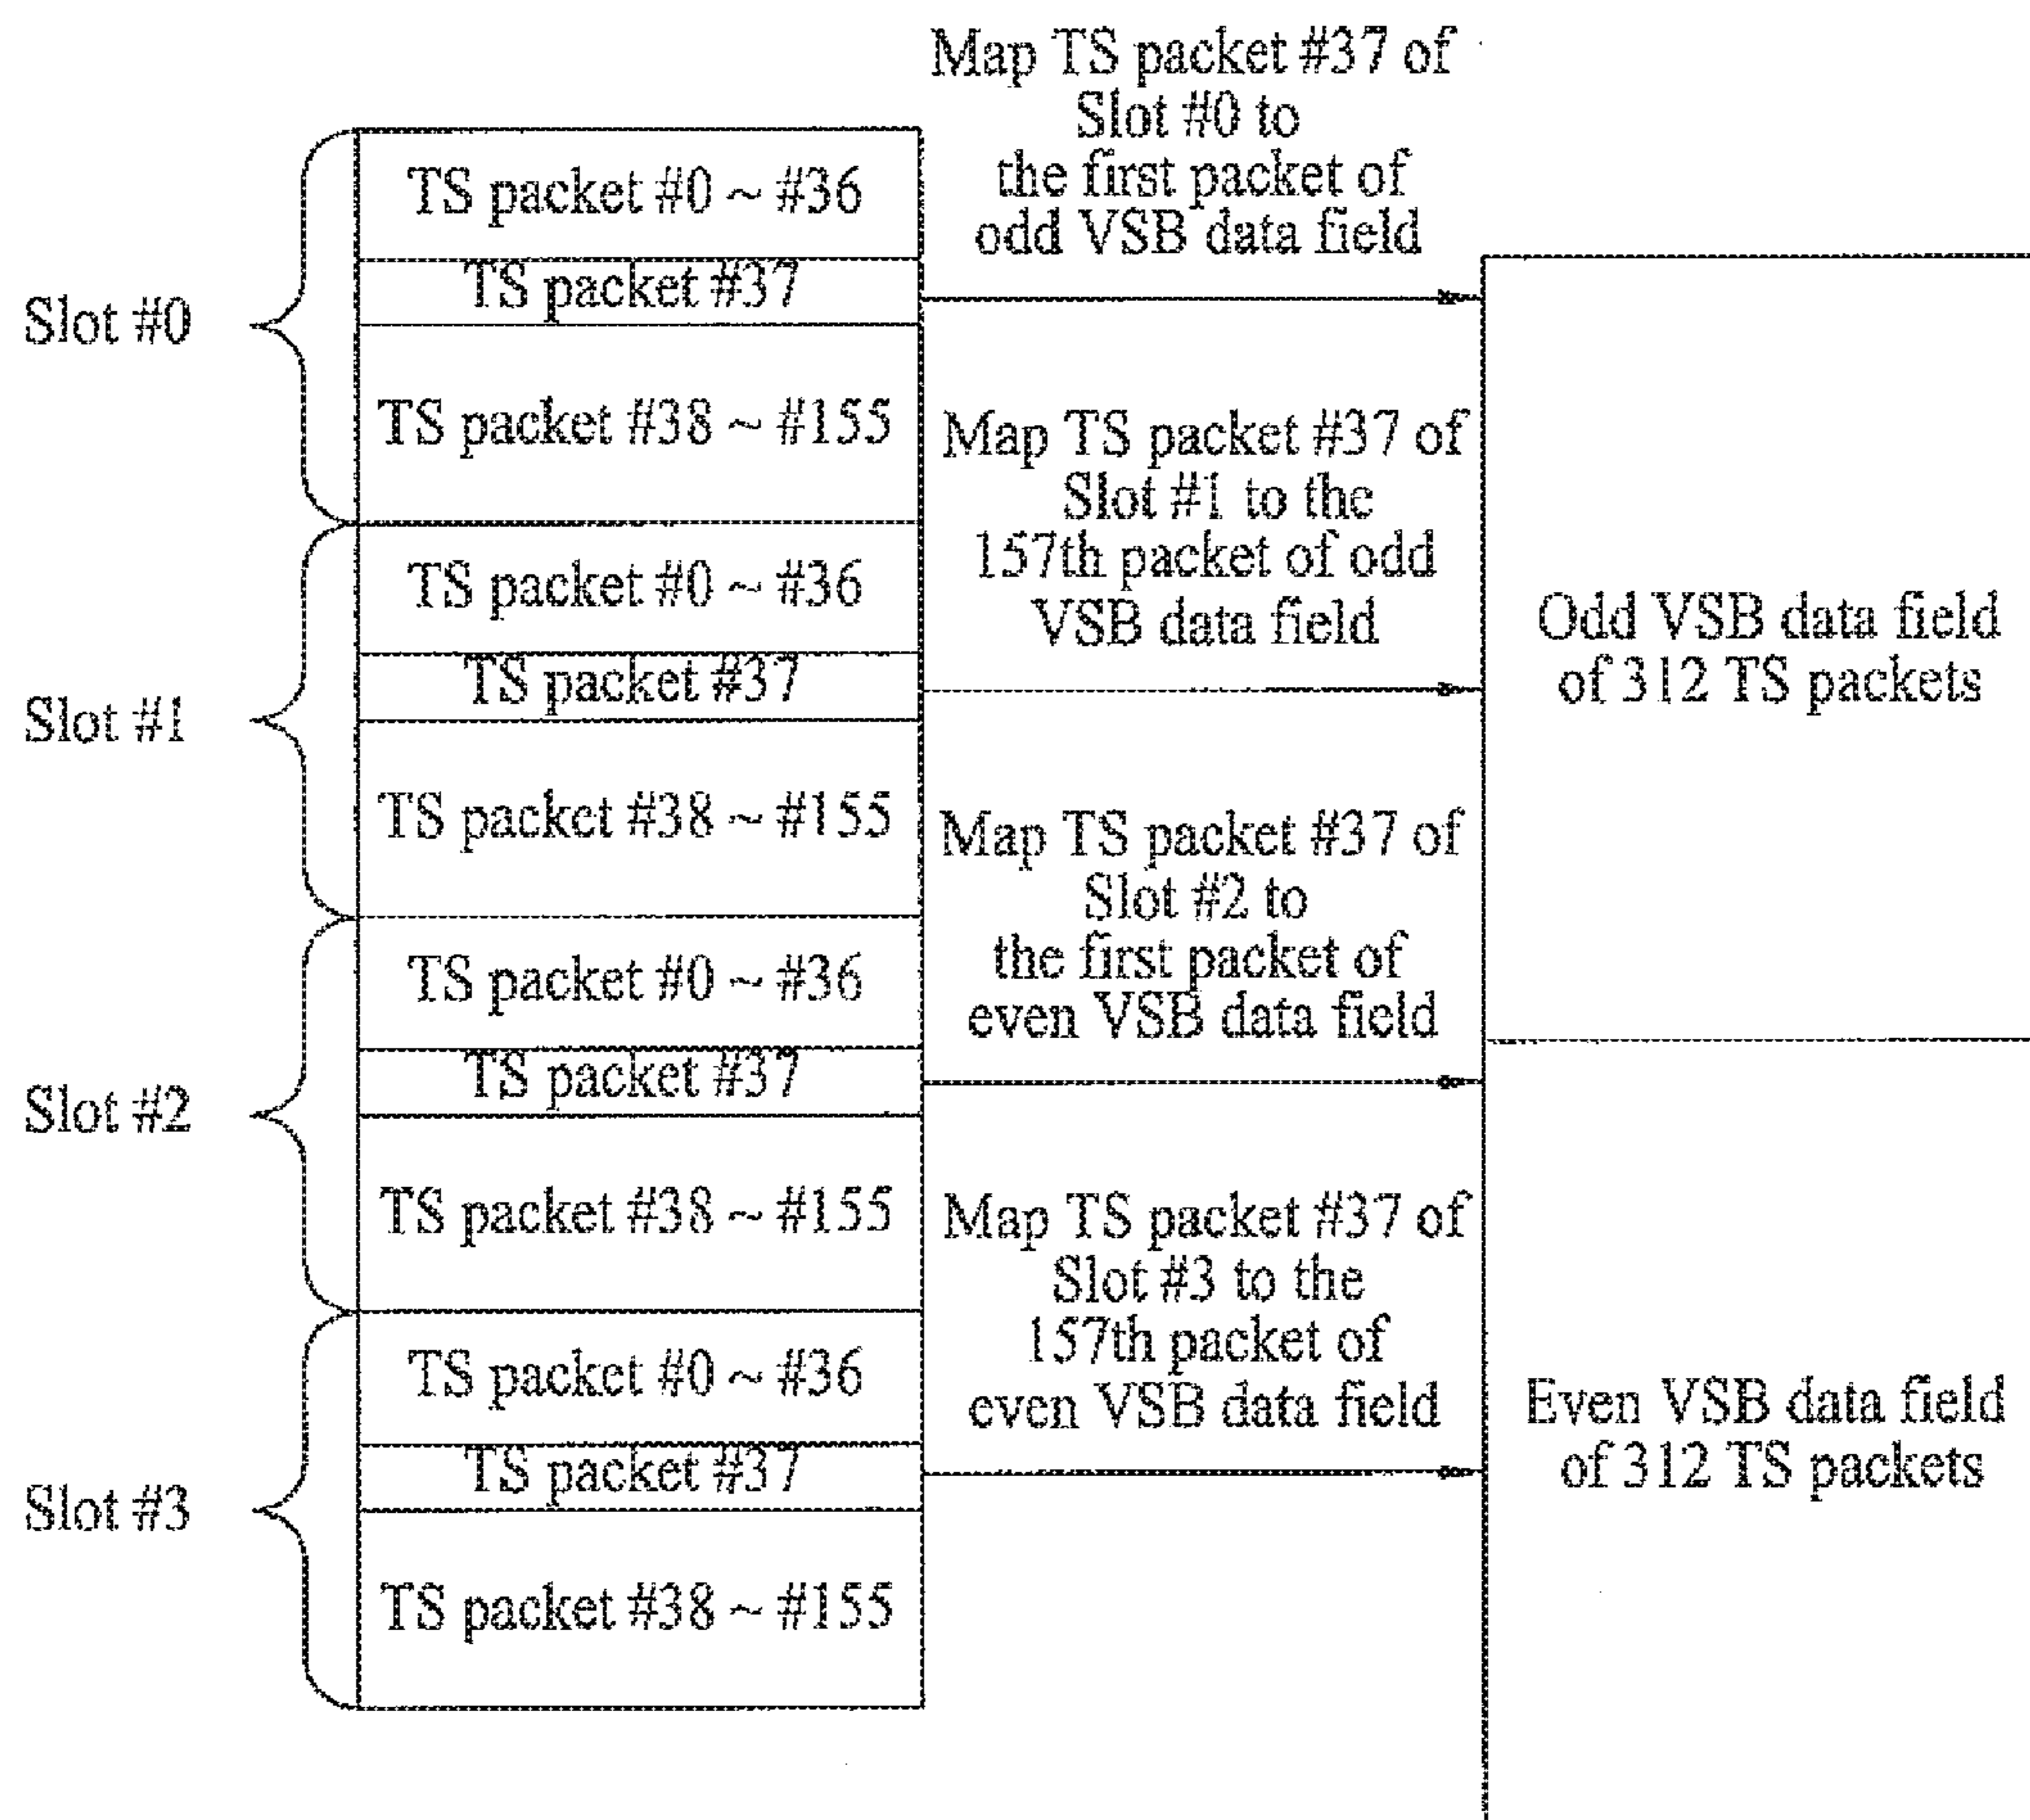 Slot #0
TS packet #0 ~ #36
TS packet #37
TS packet #38 ~ #155
Slot #1
TS packet #0 ~ #36
TS packet #37
TS packet #38 ~ #155
Slot #2
TS packet #0 ~ #36
TS packet #37
TS packet #38 ~ #155
Slot #3
TS packet #0 ~ #36
TS packet #37
TS packet #38 ~ #155
Map TS packet #37 of
Slot #0 to
the first packet of
odd VSB data field
Map TS packet #37 of
Slot #1 to the
157th packet of odd
VSB data field
Map TS packet #37 of
Slot #2 to
the first packet of
even VSB data field
Map TS packet #37 of
Slot #3 to the
157th packet of
even VSB data field
Odd VSB data field
of 312 TS packets
Even VSB data field
of 312 TS packets